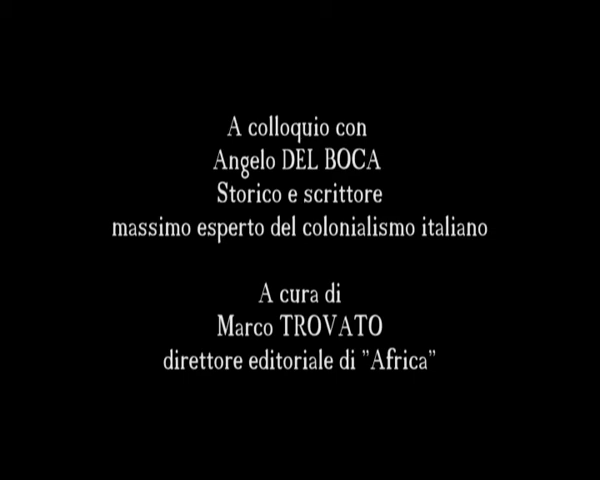 A colloquio con
Angelo DEL BOCA
Storico e scrittore
massimo esperto del colonialismo italiano
A cura di
Marco TROVATO
direttore editoriale di "Africa"